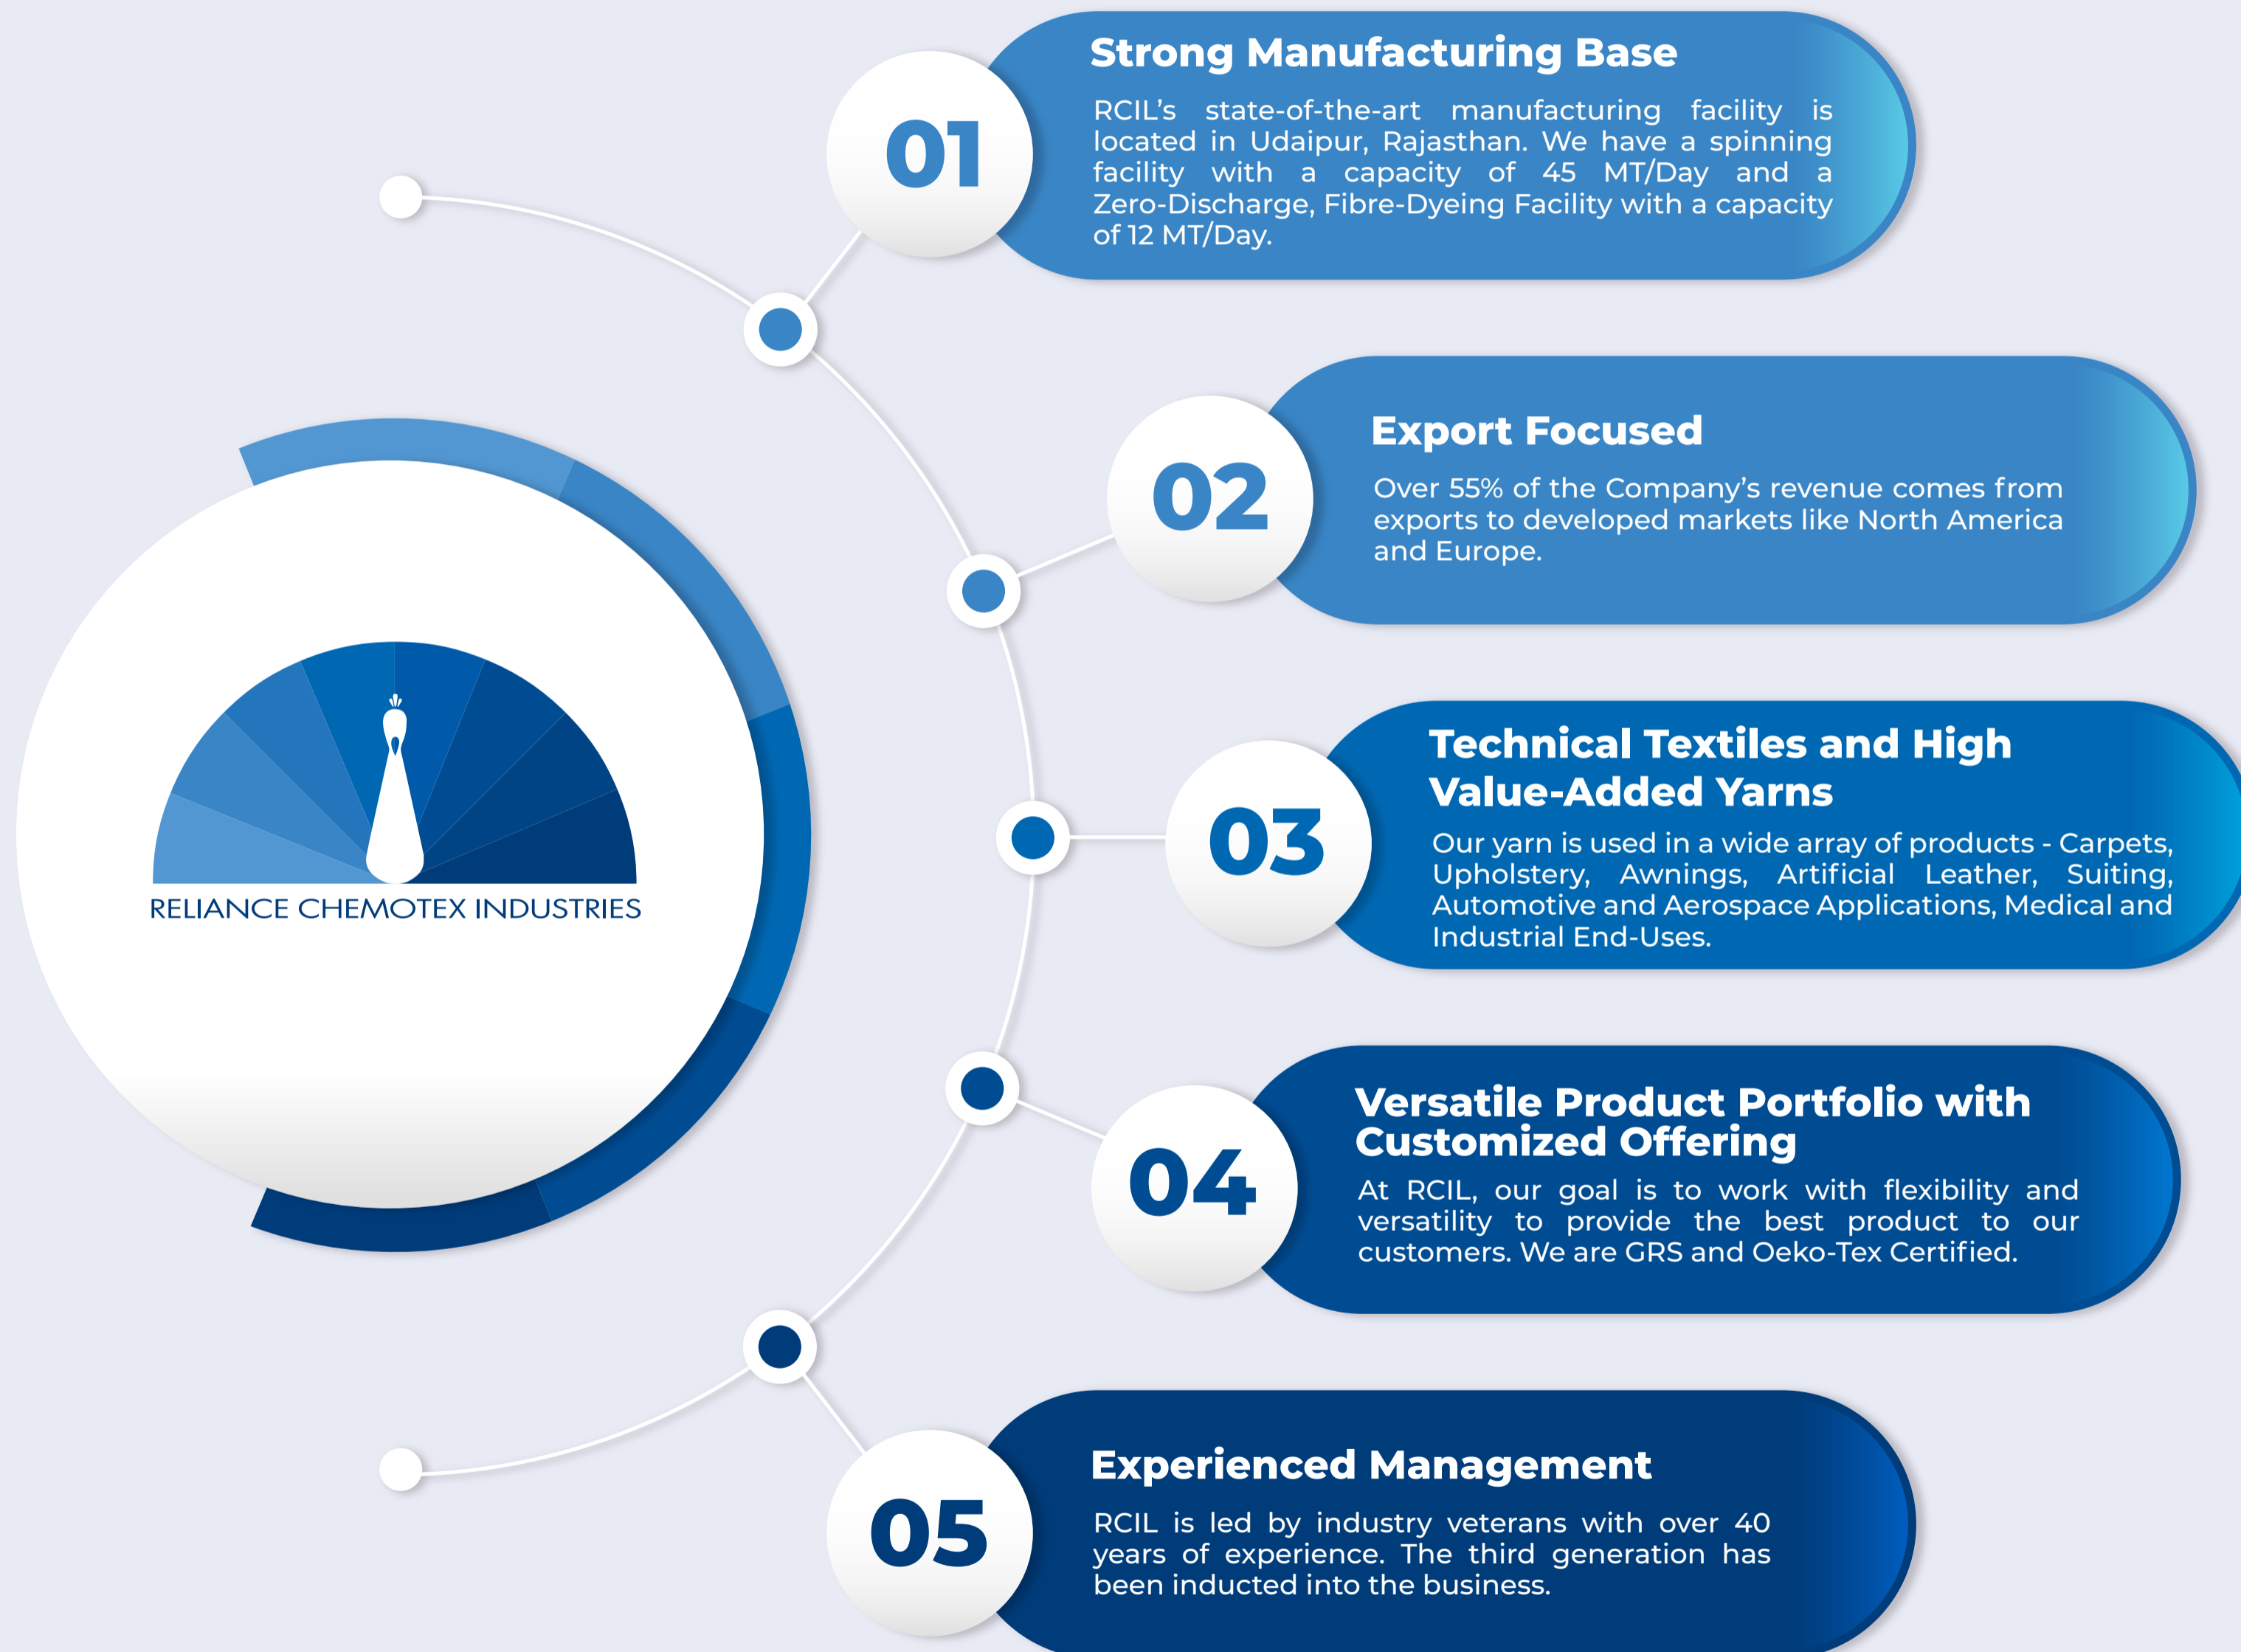 RELIANCE CHEMOTEX INDUSTRIES
01
Strong Manufacturing Base
RCIL’s state-of-the-art manufacturing facility is
located in Udaipur, Rajasthan. We have a spinning
facility with a capacity of 45 MT/Day and a
Zero-Discharge, Fibre-Dyeing Facility with a capacity
of 12 MT/Day.
02
Export Focused
Over 55% of the Company’s revenue comes from
exports to developed markets like North America
and Europe.
03
Technical Textiles and High
Value-Added Yarns
Our yarn is used in a wide array of products - Carpets,
Upholstery, Awnings, Artificial Leather, Suiting,
Automotive and Aerospace Applications, Medical and
Industrial End-Uses.
04
Versatile Product Portfolio with
Customized Offering
At RCIL, our goal is to work with flexibility and
versatility to provide the best product to our
customers. We are GRS and Oeko-Tex Certified.
05
Experienced Management
RCIL is led by industry veterans with over 40
years of experience. The third generation has
been inducted into the business.